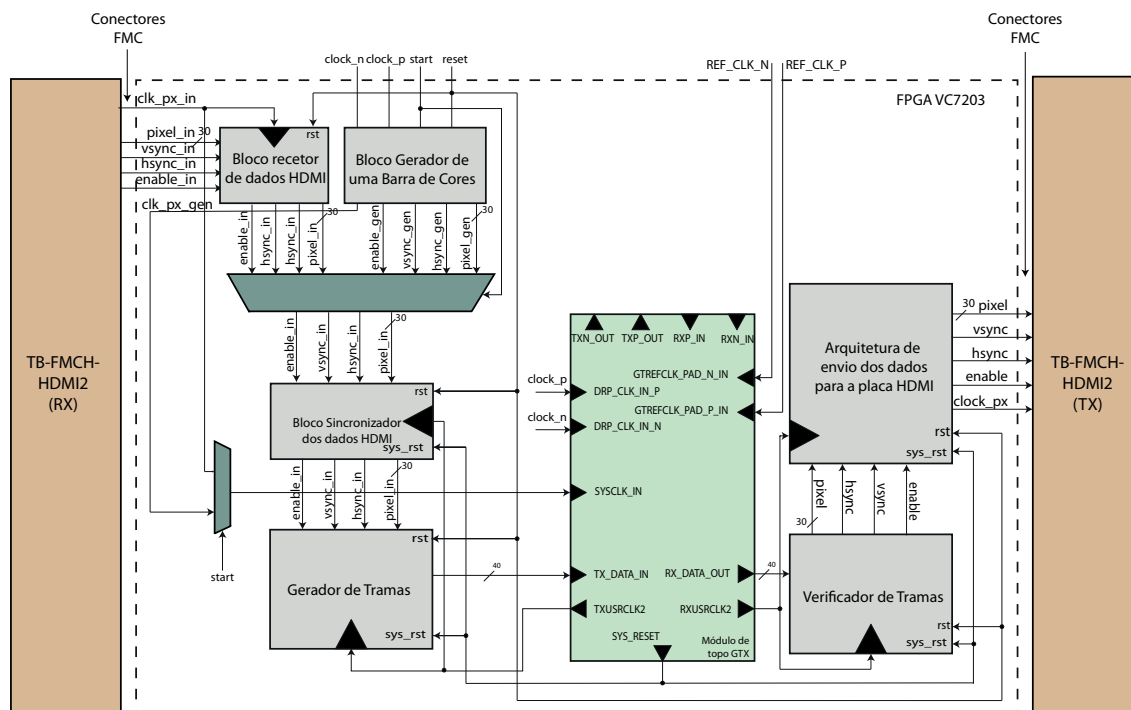 Conectores
FMC
Conectores
FMC
clock_n
clock_p
start
reset
REF_CLK_N
REF_CLK_P
FPGA VC7203
clk_px_in
30
pixel_in
vsync_in
hsync_in
enable_in
clk_px_gen
rst
Bloco recetor
de dados HDMI
Bloco Gerador de
uma Barra de Cores
enable_in
hsync_in
hsync_in
pixel_in
30
enable_gen
vsync_gen
hsync_gen
pixel_gen
30
TB-FMCH-
HDMI2
(RX)
enable_in
vsync_in
hsync_in
pixel_in
30
rst
Bloco Sincronizador
dos dados HDMI
sys_rst
enable_in
vsync_in
hsync_in
pixel_in
30
start
rst
Gerador de Tramas
sys_rst
40
clock_p
clock_n
TXN_OUT
TXP_OUT
RXP_IN
RXN_IN
GTREFCLK_PAD_N_IN
DRP_CLK_IN_P
GTREFCLK_PAD_P_IN
DRP_CLK_IN_N
SYSCLK_IN
TX_DATA_IN
RX_DATA_OUT
TXUSRCLK2
RXUSRCLK2
SYS_RESET
Módulo de
topo GTX
40
Arquitetura de
envio dos dados
para a placa HDMI
rst
sys_rst
30
pixel
vsync
hsync
enable
clock_px
pixel
hsync
vsync
enable
30
Verificador de Tramas
rst
sys_rst
TB-FMCH-
HDMI2
(TX)